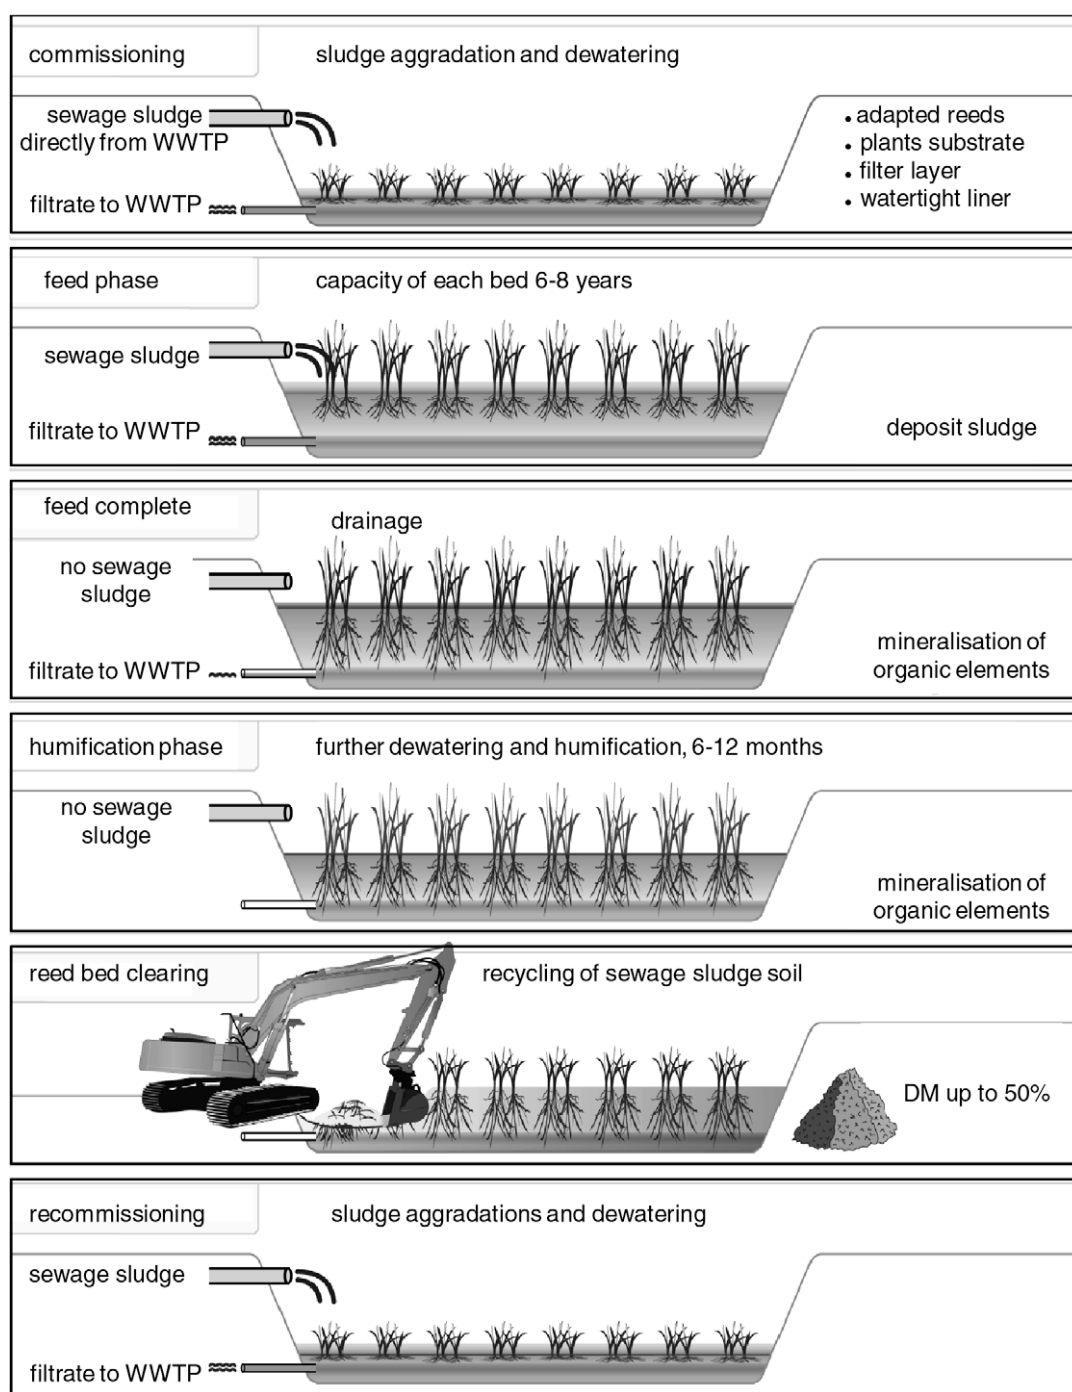 commissioning
sludge aggradation and dewatering
sewage sludge
directly from WWTP
filtrate to WWTP
• adapted reeds
• plants substrate
• filter layer
• watertight liner
feed phase
capacity of each bed 6-8 years
sewage sludge
filtrate to WWTP
deposit sludge
feed complete
drainage
no sewage
sludge
filtrate to WWTP
mineralisation of
organic elements
humification phase
further dewatering and humification, 6-12 months
no sewage
sludge
mineralisation of
organic elements
reed bed clearing
recycling of sewage sludge soil
DM up to 50%
recommissioning
sludge aggradations and dewatering
sewage sludge
filtrate to WWTP